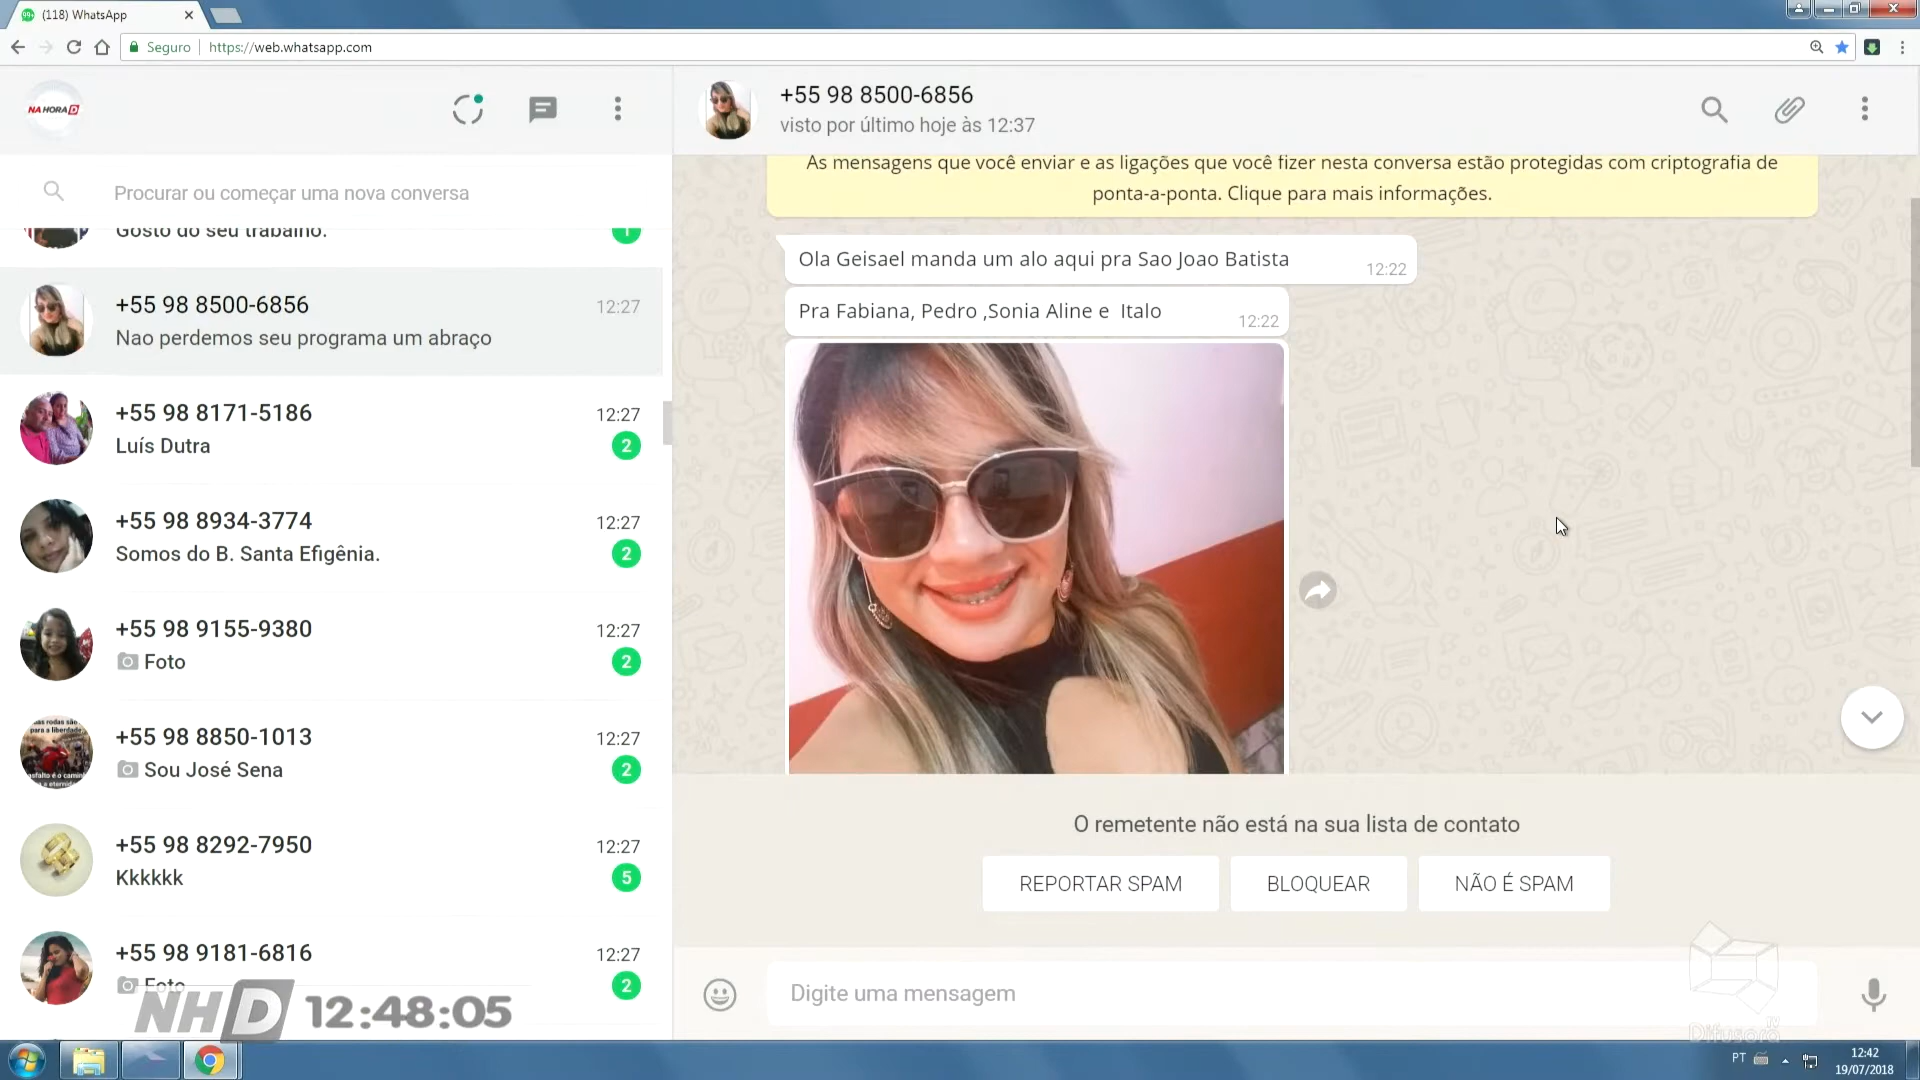 (118) WhatsApp
Seguro
https://web.whatsapp.com
NA HORA D
Procurar ou começar uma nova conversa
Gosto do seu trabalho.
1
+55 98 8500-6856
12:27
Nao perdemos seu programa um abraço
+55 98 8171-5186
12:27
Luís Dutra
2
+55 98 8934-3774
12:27
Somos do B. Santa Efigênia.
2
+55 98 9155-9380
12:27
Foto
2
+55 98 8850-1013
12:27
Sou José Sena
2
+55 98 8292-7950
12:27
Kkkkkk
5
+55 98 9181-6816
12:27
Foto
2
NHD 12:48:05
+55 98 8500-6856
visto por último hoje às 12:37
As mensagens que você enviar e as ligações que você fizer nesta conversa estão protegidas com criptografia de
ponta-a-ponta. Clique para mais informações.
Ola Geisael manda um alo aqui pra Sao Joao Batista
12:22
Pra Fabiana, Pedro ,Sonia Aline e Italo
12:22
O remetente não está na sua lista de contato
REPORTAR SPAM
BLOQUEAR
NÃO É SPAM
Digite uma mensagem
TV
Difusora
PT
12:42
19/07/2018